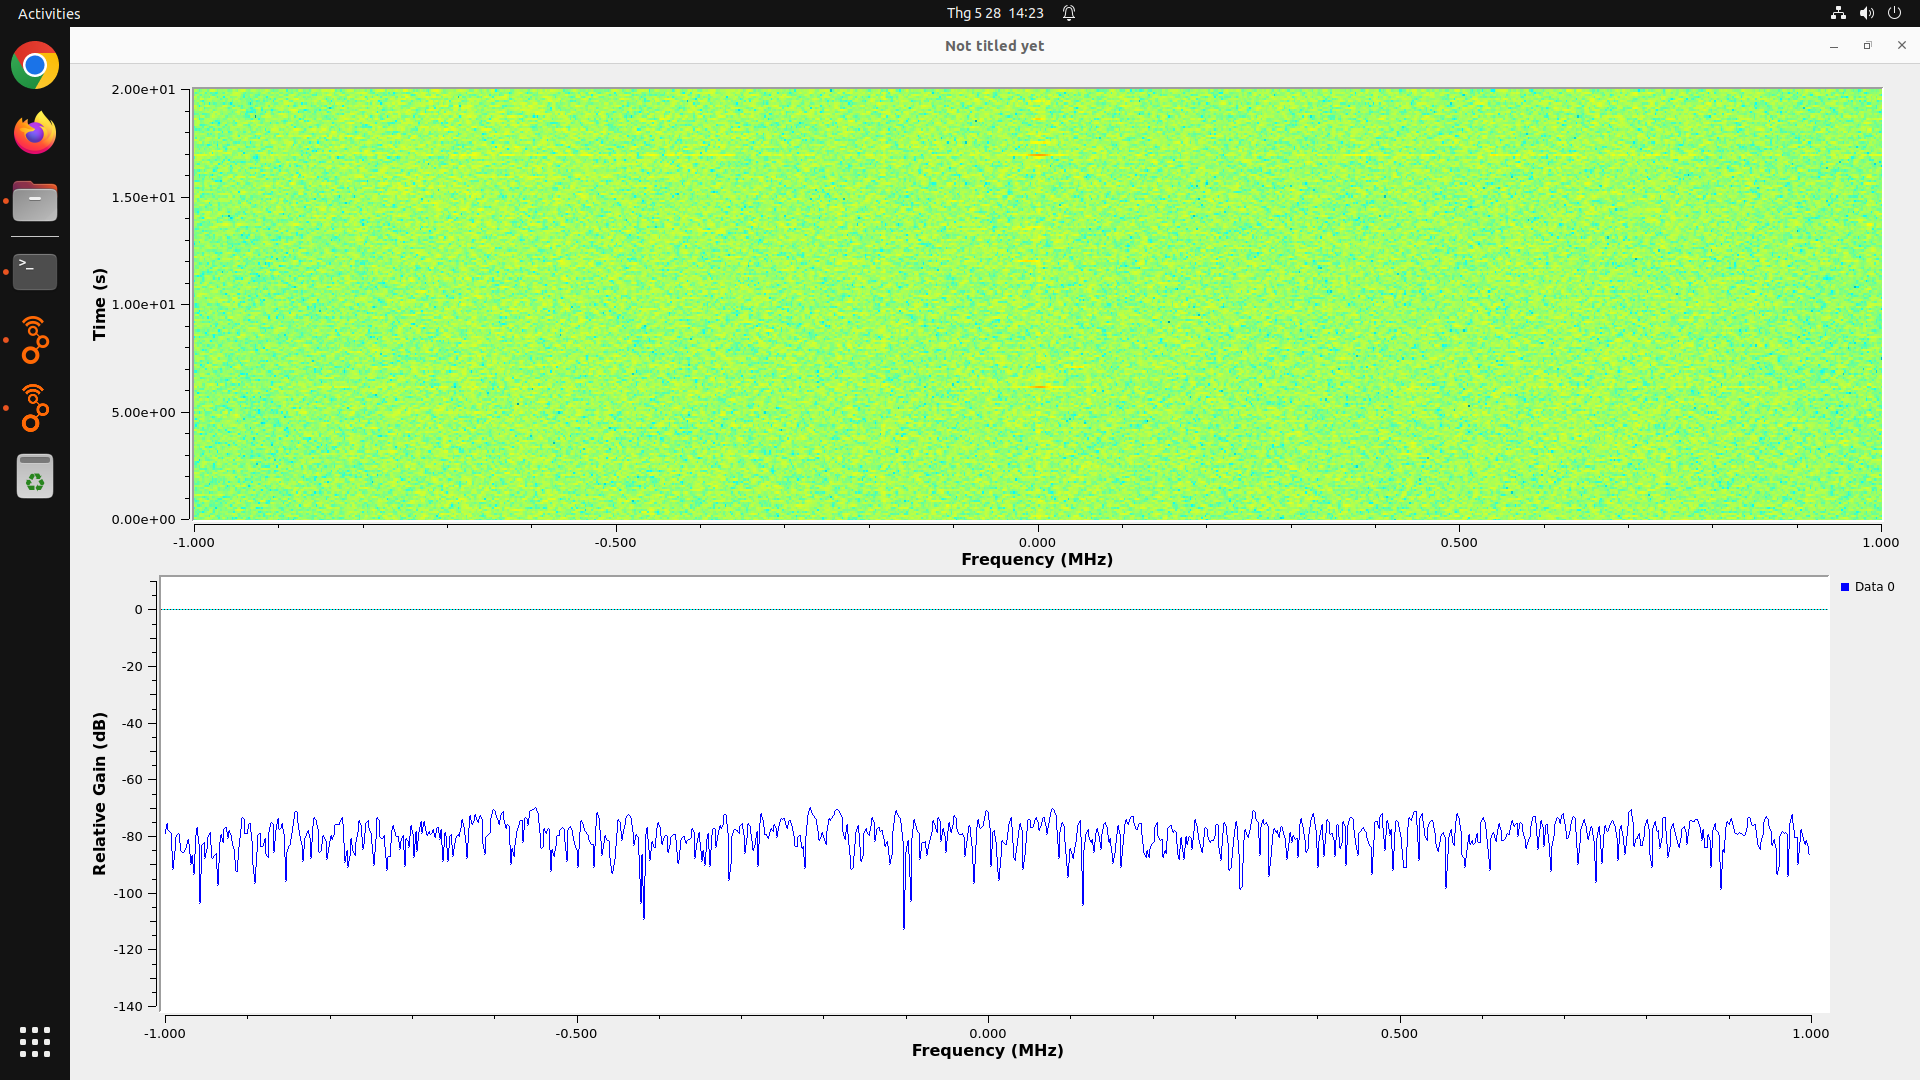 Activities
Thg 5 28 14:23
Not titled yet
2.00e+01
1.50e+01
1.00e+01
5.00e+00
0.00e+00
Time (s)
-1.000
-0.500
0.000
0.500
1.000
Frequency (MHz)
Data 0
0
-20
-40
-60
-80
-100
-120
-140
Relative Gain (dB)
-1.000
-0.500
0.000
0.500
1.000
Frequency (MHz)
>_